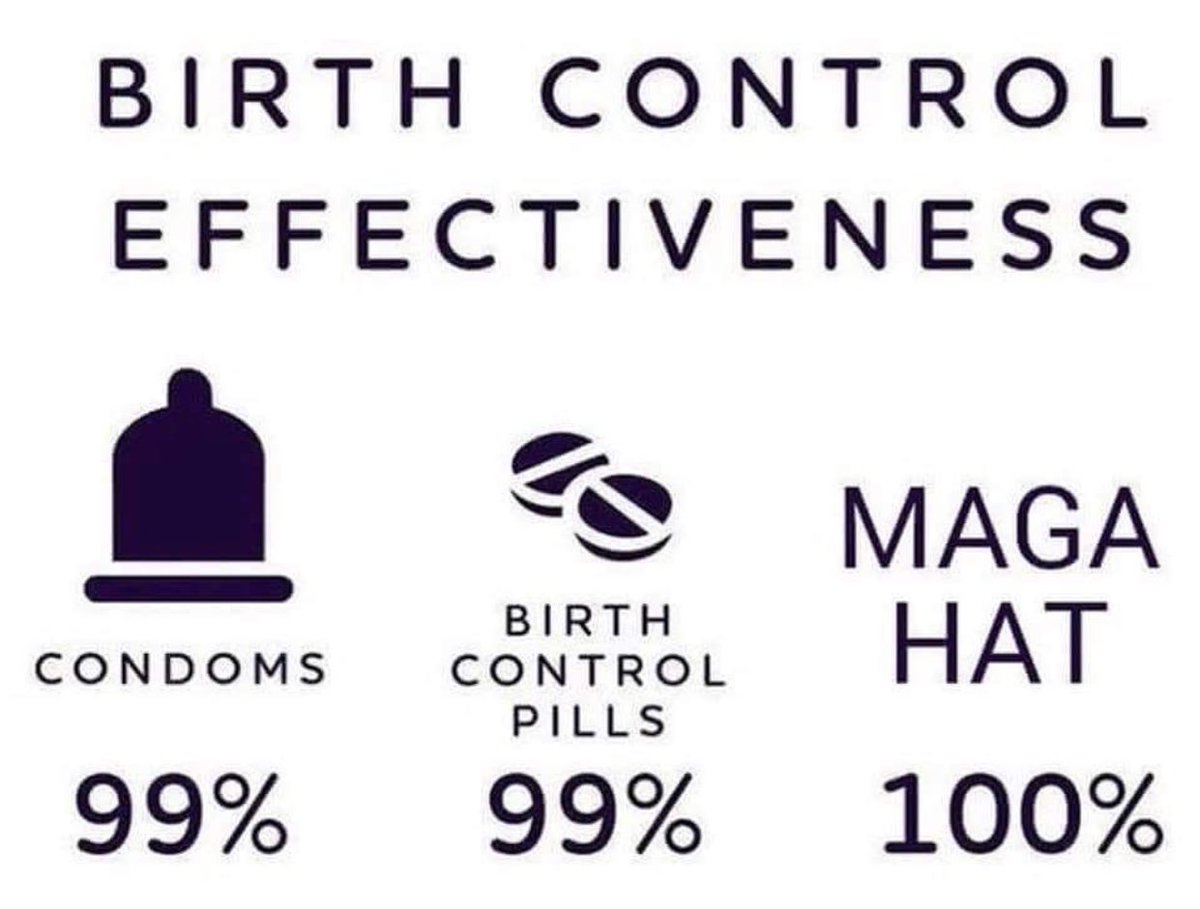 BIRTH CONTROL
EFFECTIVENESS
CONDOMS
99%
BIRTH
CONTROL
PILLS
99%
MAGA
HAT
100%